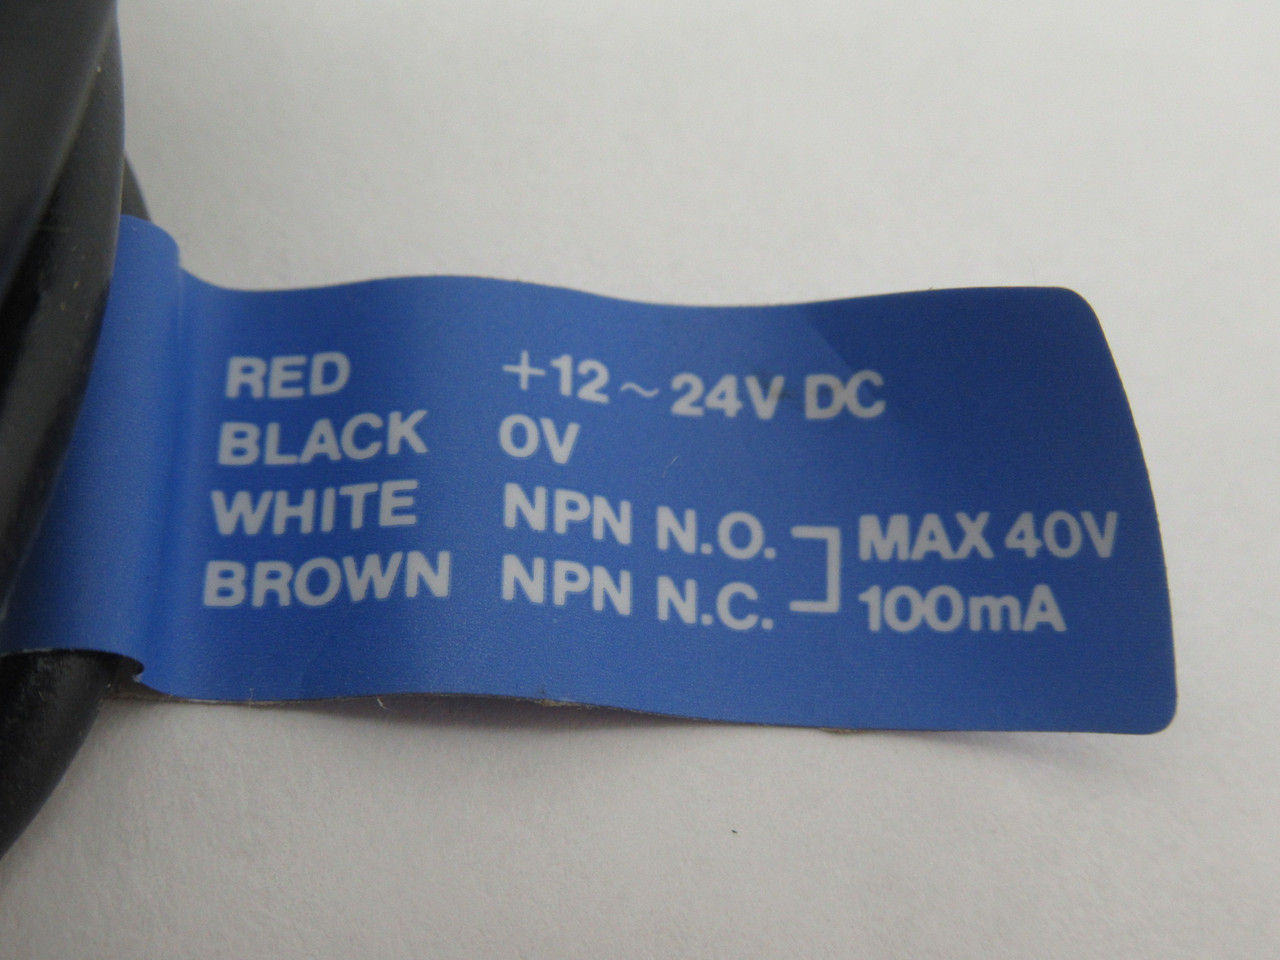 RED +12~24V DC
BLACK 0V
WHITE NPN N.O. MAX 40V
BROWN NPN N.C. 100mA